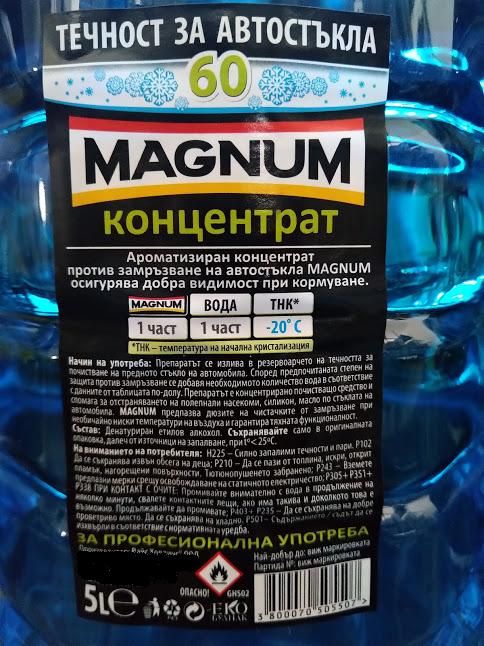 ТЕЧНОСТ ЗА АВТОСТЪКЛА
60
MAGNUM
КОНЦЕНТРАТ
Ароматизиран концентрат
против замръзване на автостъкла MAGNUM
осигурява добра видимост при кормуване.
MAGNUM ВОДА ТНК*
1 част 1 част -20°C
*ТНК – температура на начална кристализация
Начин на употреба: Препаратът се излива в резервоарчето на течността за
почистване на предното стъкло на автомобила. Според предпочитаната степен на
защита против замръзване се добавя необходимото количество вода в съответствие
с данните от таблицата по-долу. Препаратът е концентрирано почистващо средство и
спомага за отстраняването на полепнали насекоми, силикон, масло по стъклата на
автомобила. MAGNUM предпазва дюзите на чистачките от замръзване при
необичайно ниски температури на въздуха и гарантира тяхната функционалност.
Състав: Денатуриран етилов алкохол. Съхранявайте само в оригиналната
опаковка, далеч от източници на запалване, при t°< 25°C.
На вниманието на потребителя: H225 – Силно запалими течности и пари. P102
Да се съхранява извън обсега на деца; P210 – Да се пази от топлина, искри, открит
пламък, нагорещени повърхности. Тютюнопушенето забранено; P243 – Вземете
предпазни мерки срещу освобождаване на статично електричество; P305+P351+
P338 ПРИ КОНТАКТ С ОЧИТЕ: Промивайте внимателно с вода в продължение на
няколко минути, свалете контактните лещи, ако има такива и доколкото това е
възможно. Продължавайте да промивате; P403+ P235 – Да се съхранява на добре
проветриво място. Да се съхранява на хладно. P501– Съдържанието/съдът да се
изхвърли в съответствие с нормативната уредба.
ЗА ПРОФЕСИОНАЛНА УПОТРЕБА
Най-добър до: виж маркировката
Партида №: виж маркировката
5L℮
ОПАСНО! GHS02
PET
ЕКО
БУЛПАК
3 800070 505507